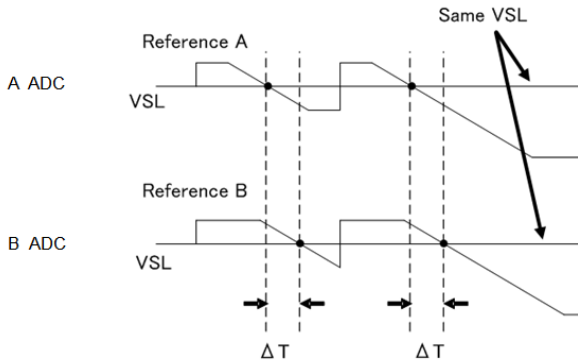 Same VSL
Reference A
A ADC
VSL
Reference B
B ADC
VSL
ΔT
ΔT